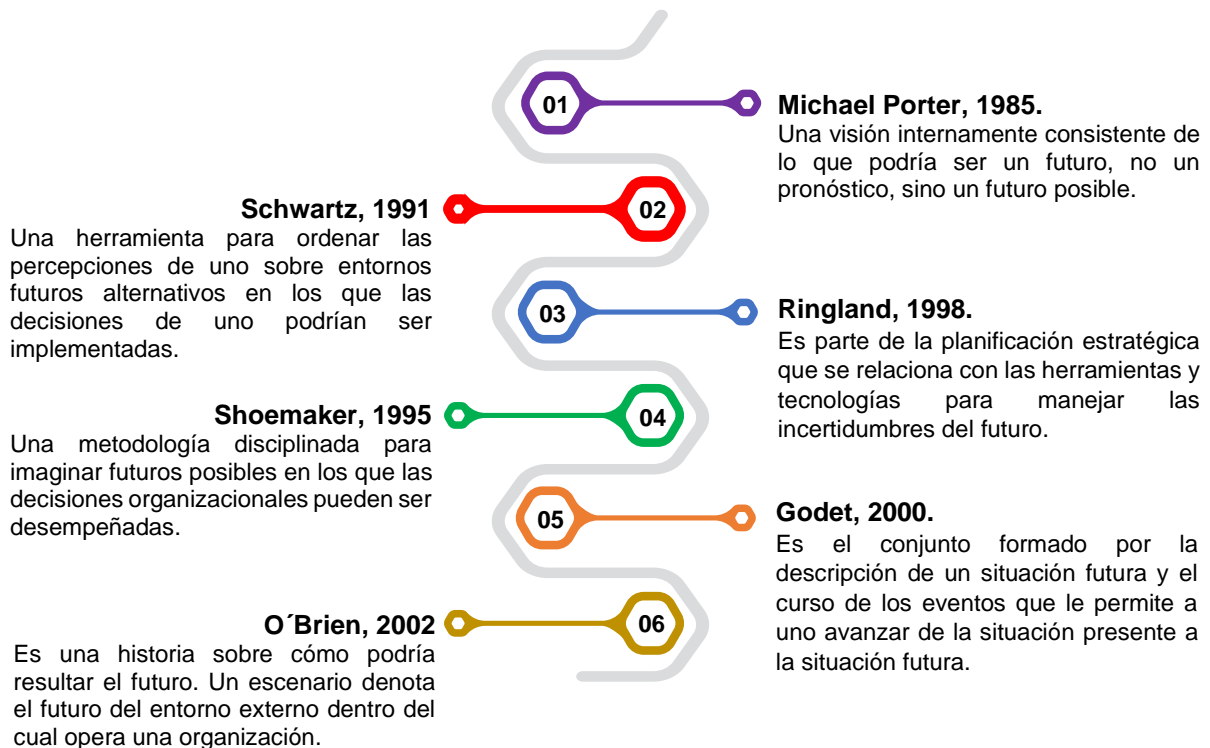 01
Michael Porter, 1985.
Una visión internamente consistente de
lo que podría ser un futuro, no un
pronóstico, sino un futuro posible.
Schwartz, 1991
02
Una herramienta para ordenar las
percepciones de uno sobre entornos
futuros alternativos en los que las
decisiones de uno podrían ser
implementadas.
03
Ringland, 1998.
Es parte de la planificación estratégica
que se relaciona con las herramientas y
tecnologías para manejar las
incertidumbres del futuro.
Shoemaker, 1995
04
Una metodología disciplinada para
imaginar futuros posibles en los que las
decisiones organizacionales pueden ser
desempeñadas.
05
Godet, 2000.
Es el conjunto formado por la
descripción de un situación futura y el
curso de los eventos que le permite a
uno avanzar de la situación presente a
la situación futura.
O´Brien, 2002
06
Es una historia sobre cómo podría
resultar el futuro. Un escenario denota
el futuro del entorno externo dentro del
cual opera una organización.